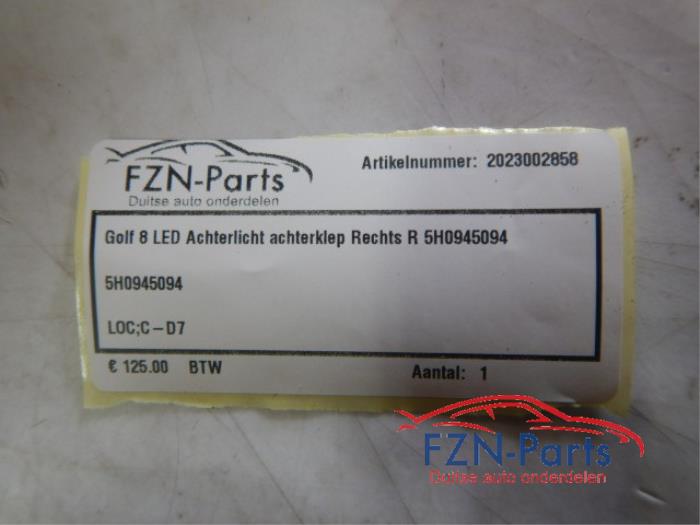 Artikelnummer: 2023002858
FZN-Parts
Duitse auto onderdelen
Golf 8 LED Achterlicht achterklep Rechts R 5H0945094
5H0945094
LOC;C-D7
€ 125.00 BTW
Aantal: 1
FZN-Parts
Duitse auto onderdelen